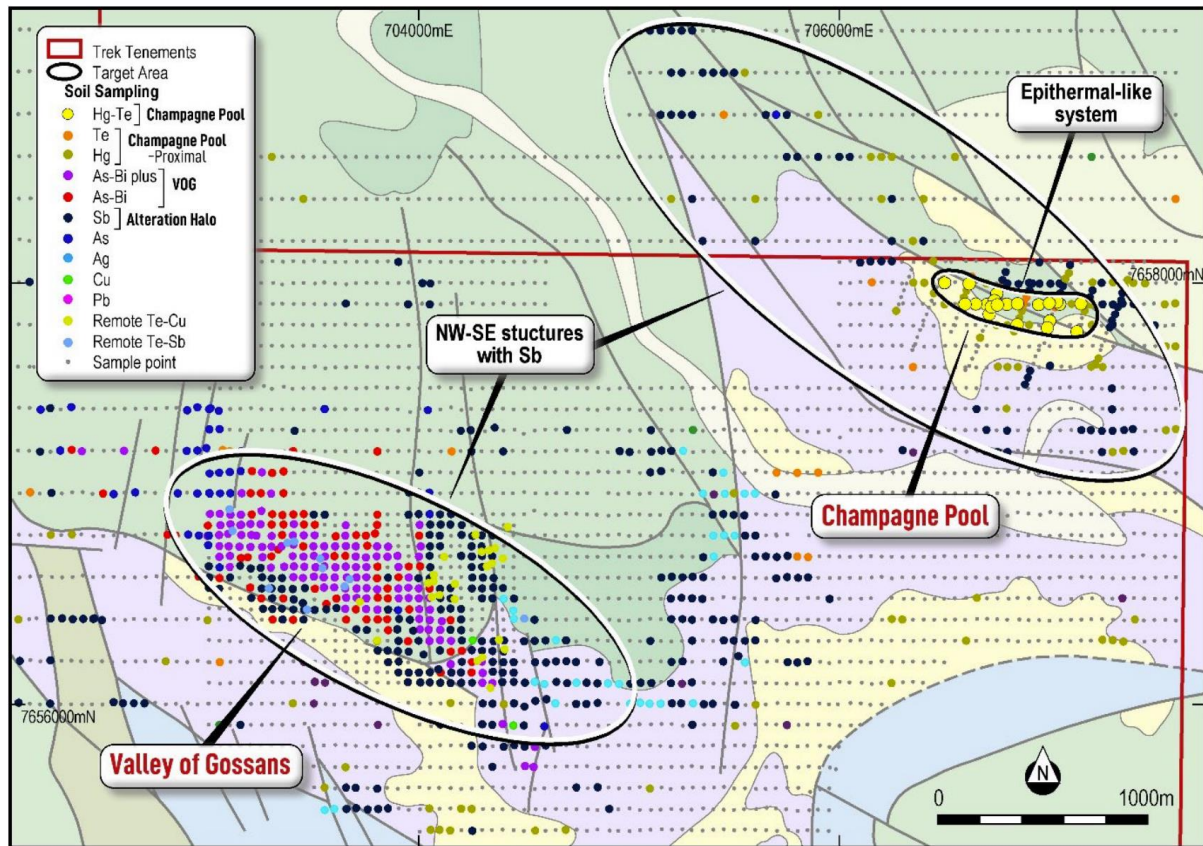 704000mE
706000mE
Trek Tenements
Target Area
Soil Sampling
Hg-Te ] Champagne Pool
Te
Hg ] Champagne Pool
-Proximal
As-Bi plus
As-Bi ] VOG
Sb ] Alteration Halo
As
Ag
Cu
Pb
Remote Te-Cu
Remote Te-Sb
Sample point
Epithermal-like
system
7658000mN
NW-SE stuctures
with Sb
Champagne Pool
7656000mN
Valley of Gossans
N
0 1000m